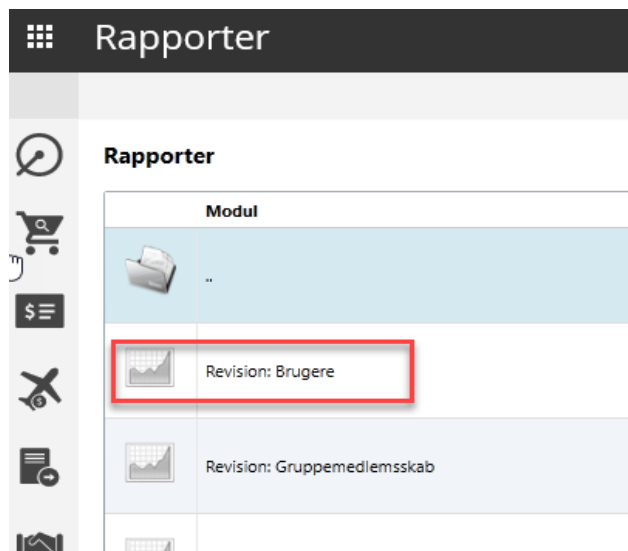 Rapporter
Rapporter
Modul
..
Revision: Brugere
$
$
Revision: Gruppemedlemsskab